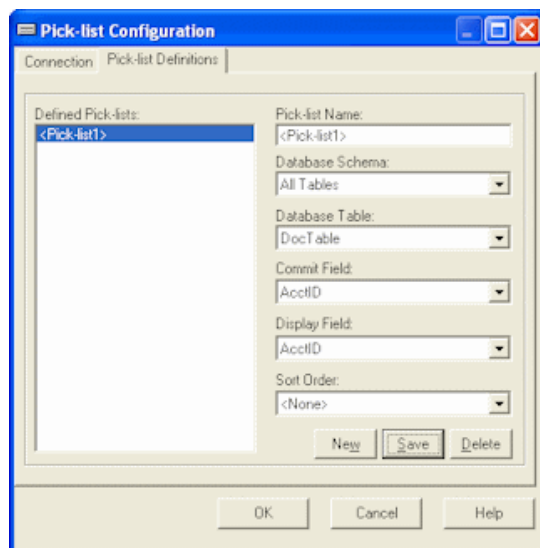 Pick-list Configuration
Connection
Pick-list Definitions
Defined Pick-lists:
<Pick-list1>
Pick-list Name:
<Pick-list1>
Database Schema:
All Tables
Database Table:
DocTable
Commit Field:
AcctID
Display Field:
AcctID
Sort Order:
<None>
New
Save
Delete
OK
Cancel
Help